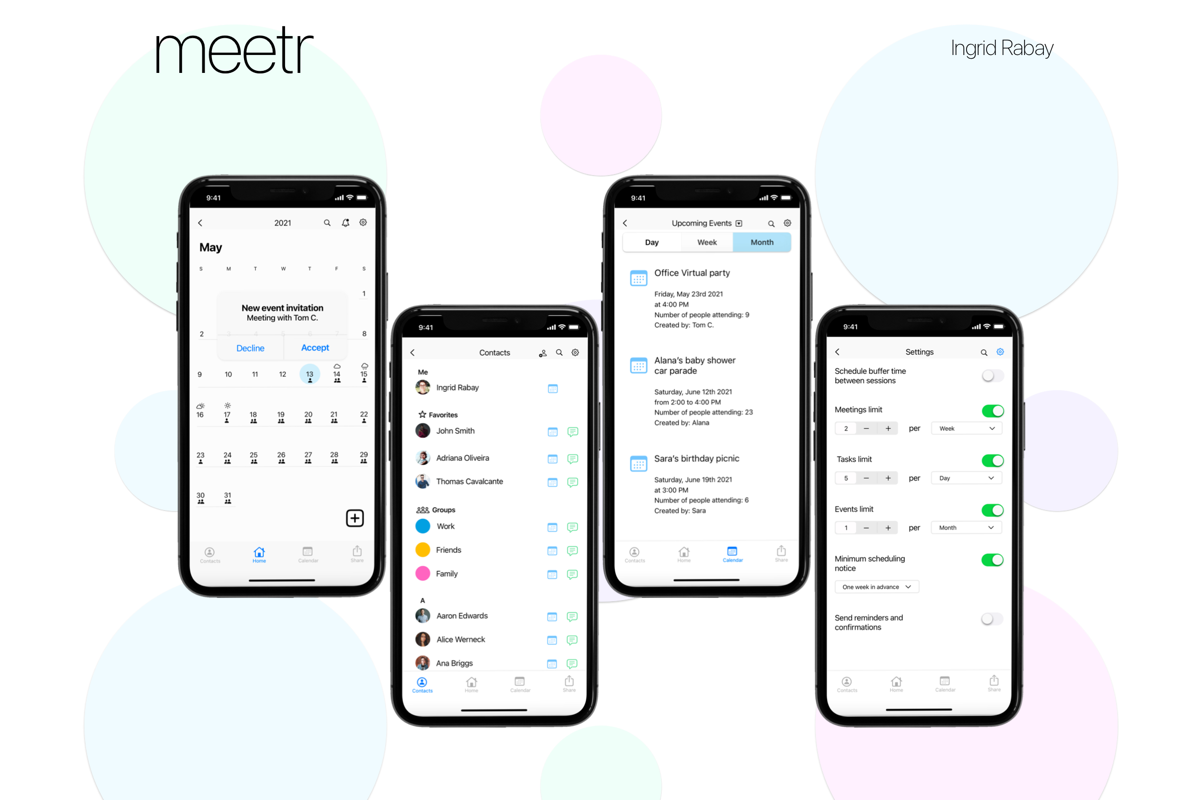 meetr
Ingrid Rabay
9:41
2021
May
S M T W T F S
1
New event invitation
Meeting with Tom C.
2 8
Decline Accept
9 10 11 12 13 14 15
16 17 18 19 20 21 22
23 24 25 26 27 28 29
30 31
Contacts Home Calendar Share
9:41
Contacts
Me
Ingrid Rabay
Favorites
John Smith
Adriana Oliveira
Thomas Cavalcante
Groups
Work
Friends
Family
A
Aaron Edwards
Alice Werneck
Ana Briggs
Contacts Home Calendar Share
9:41
Upcoming Events
Day Week Month
Office Virtual party
Friday, May 23rd 2021
at 4:00 PM
Number of people attending: 9
Created by: Tom C.
Alana's baby shower
car parade
Saturday, June 12th 2021
from 2:00 to 4:00 PM
Number of people attending: 23
Created by: Alana
Sara's birthday picnic
Saturday, June 19th 2021
at 3:00 PM
Number of people attending: 6
Created by: Sara
Contacts Home Calendar Share
9:41
Settings
Schedule buffer time
between sessions
Meetings limit
2 − + per Week
Tasks limit
5 − + per Day
Events limit
1 − + per Month
Minimum scheduling
notice
One week in advance
Send reminders and
confirmations
Contacts Home Calendar Share